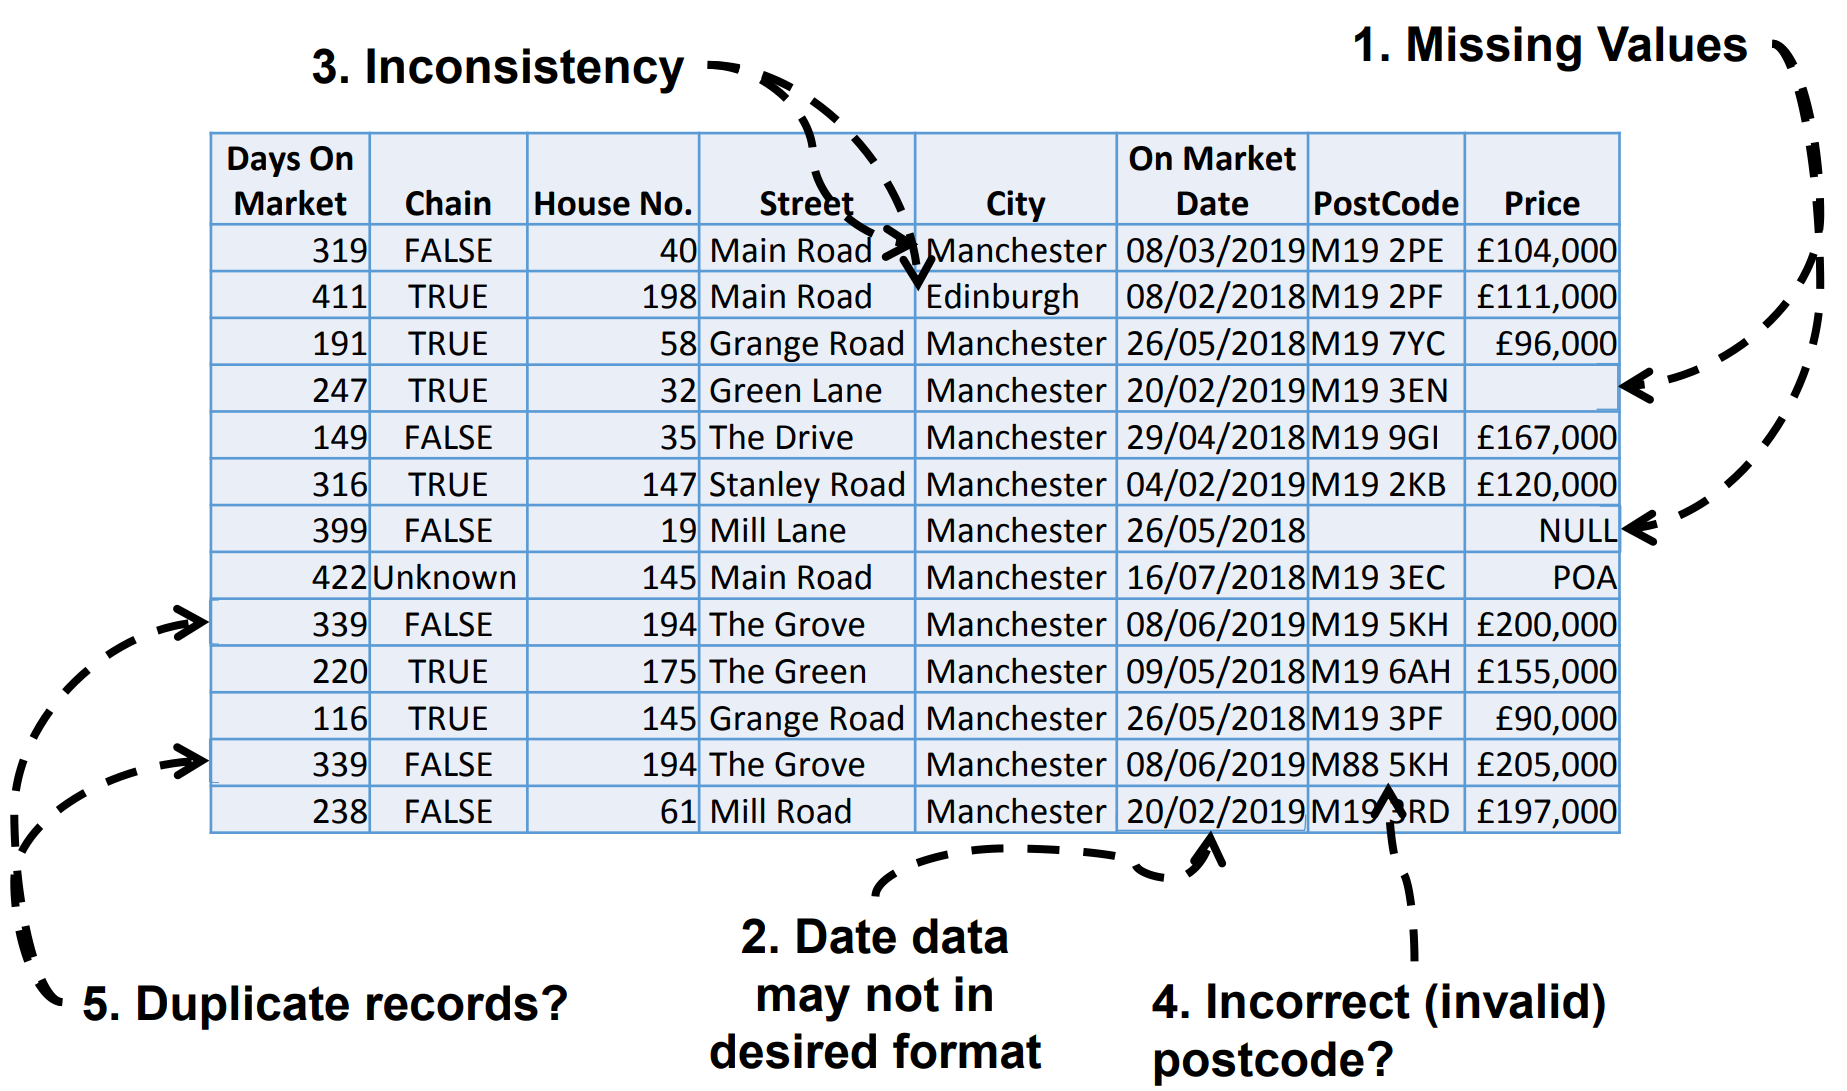 1. Missing Values
3. Inconsistency
Days On Market Chain House No. Street City On Market Date PostCode Price
319 FALSE 40 Main Road Manchester 08/03/2019 M19 2PE £104,000
411 TRUE 198 Main Road Edinburgh 08/02/2018 M19 2PF £111,000
191 TRUE 58 Grange Road Manchester 26/05/2018 M19 7YC £96,000
247 TRUE 32 Green Lane Manchester 20/02/2019 M19 3EN
149 FALSE 35 The Drive Manchester 29/04/2018 M19 9GI £167,000
316 TRUE 147 Stanley Road Manchester 04/02/2019 M19 2KB £120,000
399 FALSE 19 Mill Lane Manchester 26/05/2018 NULL
422 Unknown 145 Main Road Manchester 16/07/2018 M19 3EC POA
339 FALSE 194 The Grove Manchester 08/06/2019 M19 5KH £200,000
220 TRUE 175 The Green Manchester 09/05/2018 M19 6AH £155,000
116 TRUE 145 Grange Road Manchester 26/05/2018 M19 3PF £90,000
339 FALSE 194 The Grove Manchester 08/06/2019 M88 5KH £205,000
238 FALSE 61 Mill Road Manchester 20/02/2019 M19 3RD £197,000
2. Date data
may not in
desired format
5. Duplicate records?
4. Incorrect (invalid)
postcode?